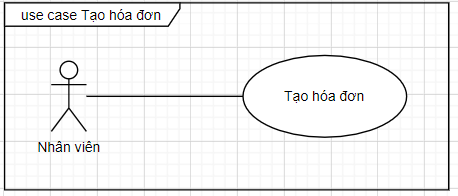 use case Tạo hóa đơn
Tạo hóa đơn
Nhân viên